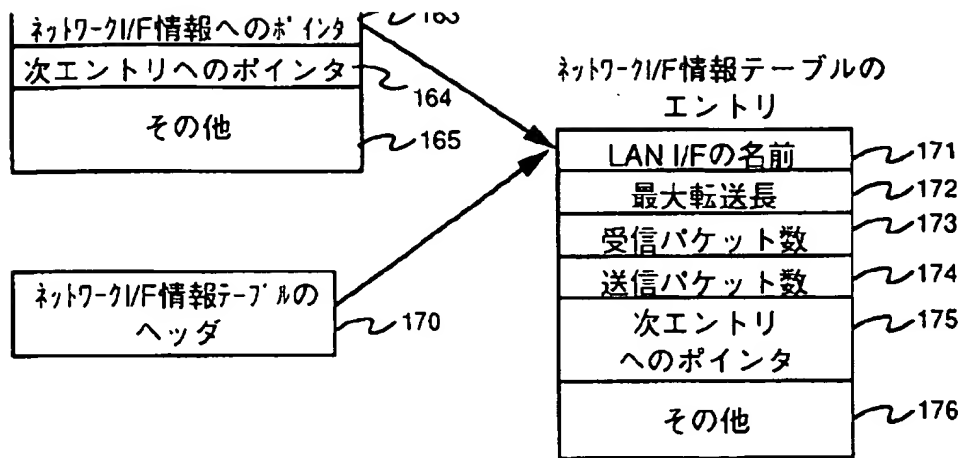 ネットワークI/F情報へのポインタ
163
次エントリへのポインタ
164
その他
165
ネットワークI/F情報テーブルの
エントリ
LAN I/Fの名前
171
最大転送長
172
受信パケット数
173
送信パケット数
174
次エントリ
へのポインタ
175
その他
176
ネットワークI/F情報テーブルの
ヘッダ
170